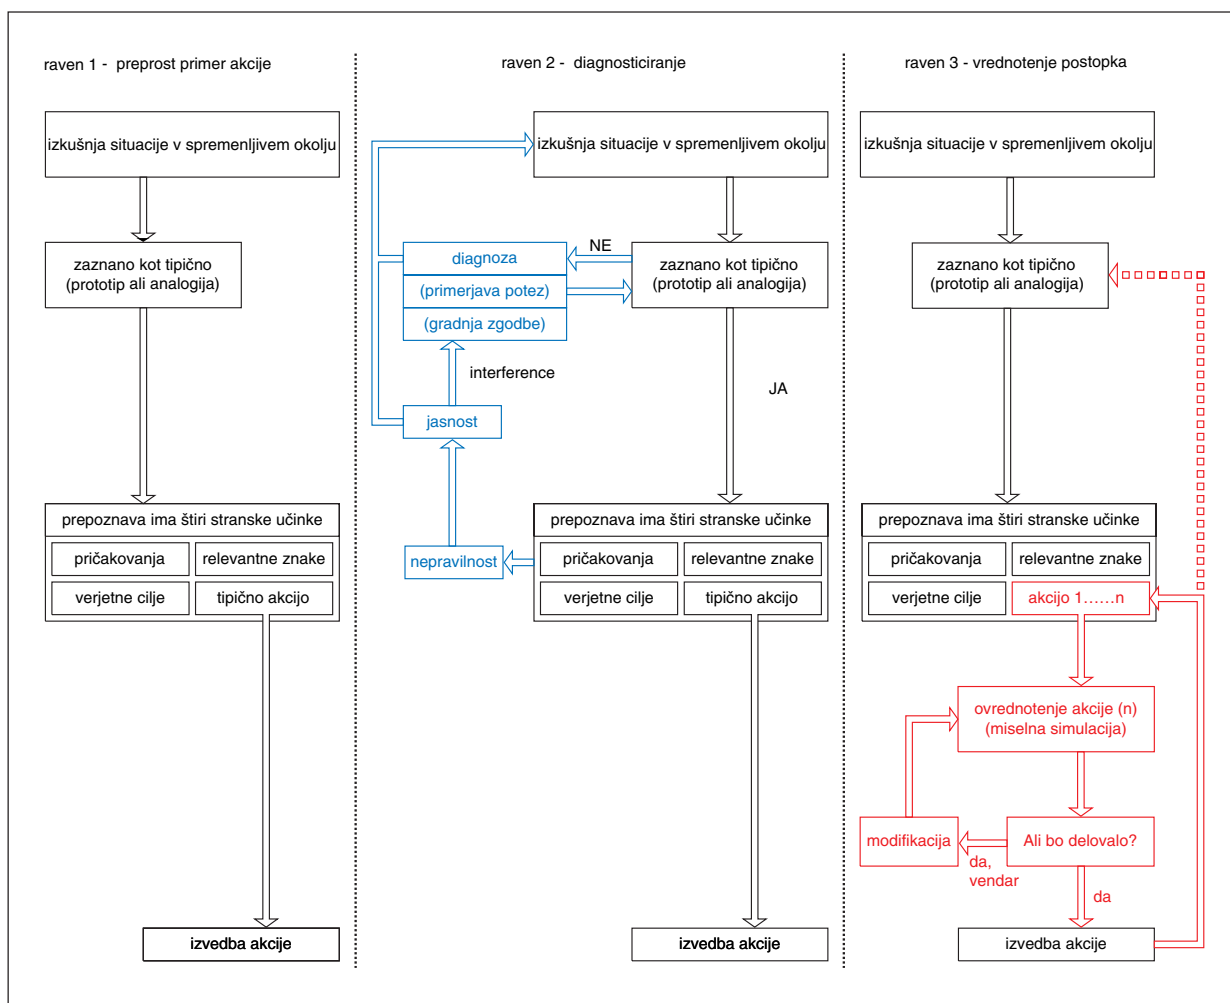 raven 1 - preprost primer akcije
izkušnja situacije v spremenljivem okolju
zaznano kot tipično
(prototip ali analogija)
prepoznava ima štiri stranske učinke
pričakovanja
relevantne znake
verjetne cilje
tipično akcijo
izvedba akcije
raven 2 - diagnosticiranje
izkušnja situacije v spremenljivem okolju
NE
diagnoza
(primerjava potez)
(gradnja zgodbe)
zaznano kot tipično
(prototip ali analogija)
interference
JA
jasnost
prepoznava ima štiri stranske učinke
nepravilnost
pričakovanja
relevantne znake
verjetne cilje
tipično akcijo
izvedba akcije
raven 3 - vrednotenje postopka
izkušnja situacije v spremenljivem okolju
zaznano kot tipično
(prototip ali analogija)
prepoznava ima štiri stranske učinke
pričakovanja
relevantne znake
verjetne cilje
akcijo 1......n
ovrednotenje akcije (n)
(miselna simulacija)
modifikacija
Ali bo delovalo?
da,
vendar
da
izvedba akcije